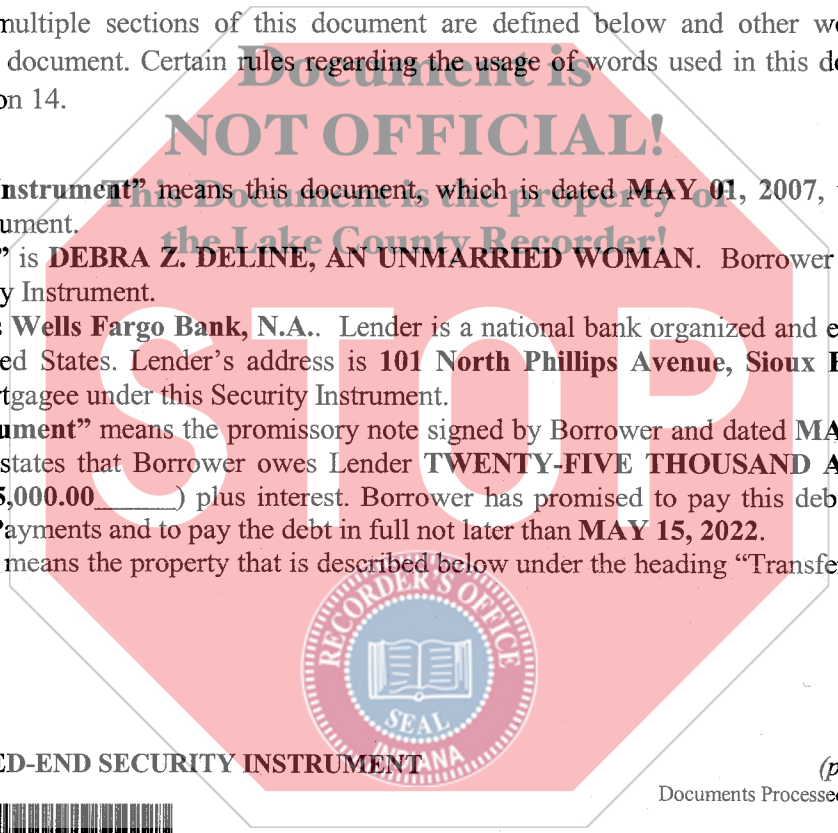 multiple sections of this document are defined below and other wo
document. Certain rules regarding the usage of words used in this do
on 14.
Document is
NOT OFFICIAL!
This Document is the property of
the Lake County Recorder!
Instrument” means this document, which is dated MAY 01, 2007,
ument.
” is DEBRA Z. DELINE, AN UNMARRIED WOMAN. Borrower
y Instrument.
s Wells Fargo Bank, N.A.. Lender is a national bank organized and e
ed States. Lender’s address is 101 North Phillips Avenue, Sioux F
rtgagee under this Security Instrument.
ument” means the promissory note signed by Borrower and dated MA
states that Borrower owes Lender TWENTY-FIVE THOUSAND A
5,000.00______) plus interest. Borrower has promised to pay this deb
Payments and to pay the debt in full not later than MAY 15, 2022.
means the property that is described below under the heading “Transfe
STOP
RECORDER'S OFFICE
SEAL
INDIANA
ED-END SECURITY INSTRUMENT
(p
Documents Processe